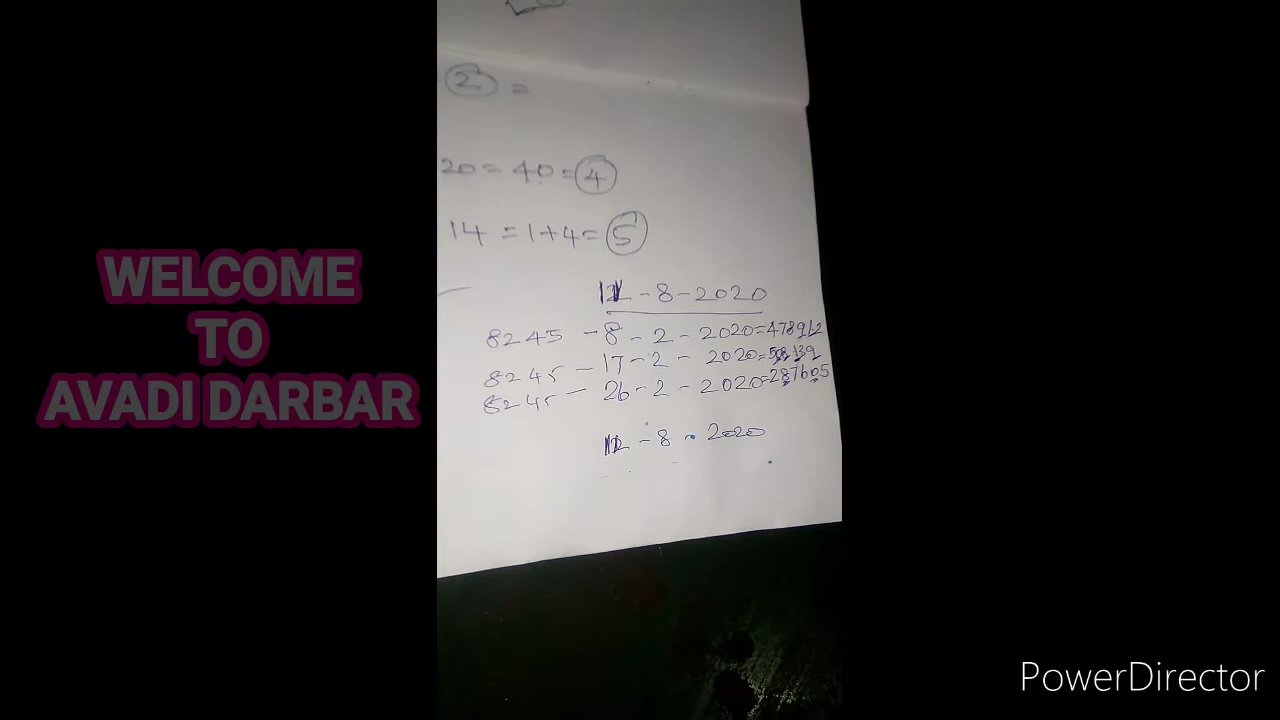 WELCOME
TO
AVADI DARBAR
2 =
20 = 40 = 4
14 = 1+4 = 5
-8-2020
8245 - 8 - 2 - 2020 = 478912
8245 - 17 - 2 - 2020 =
8245 - 26 - 2 - 2020 = 287605
- 8 - 2020
PowerDirector